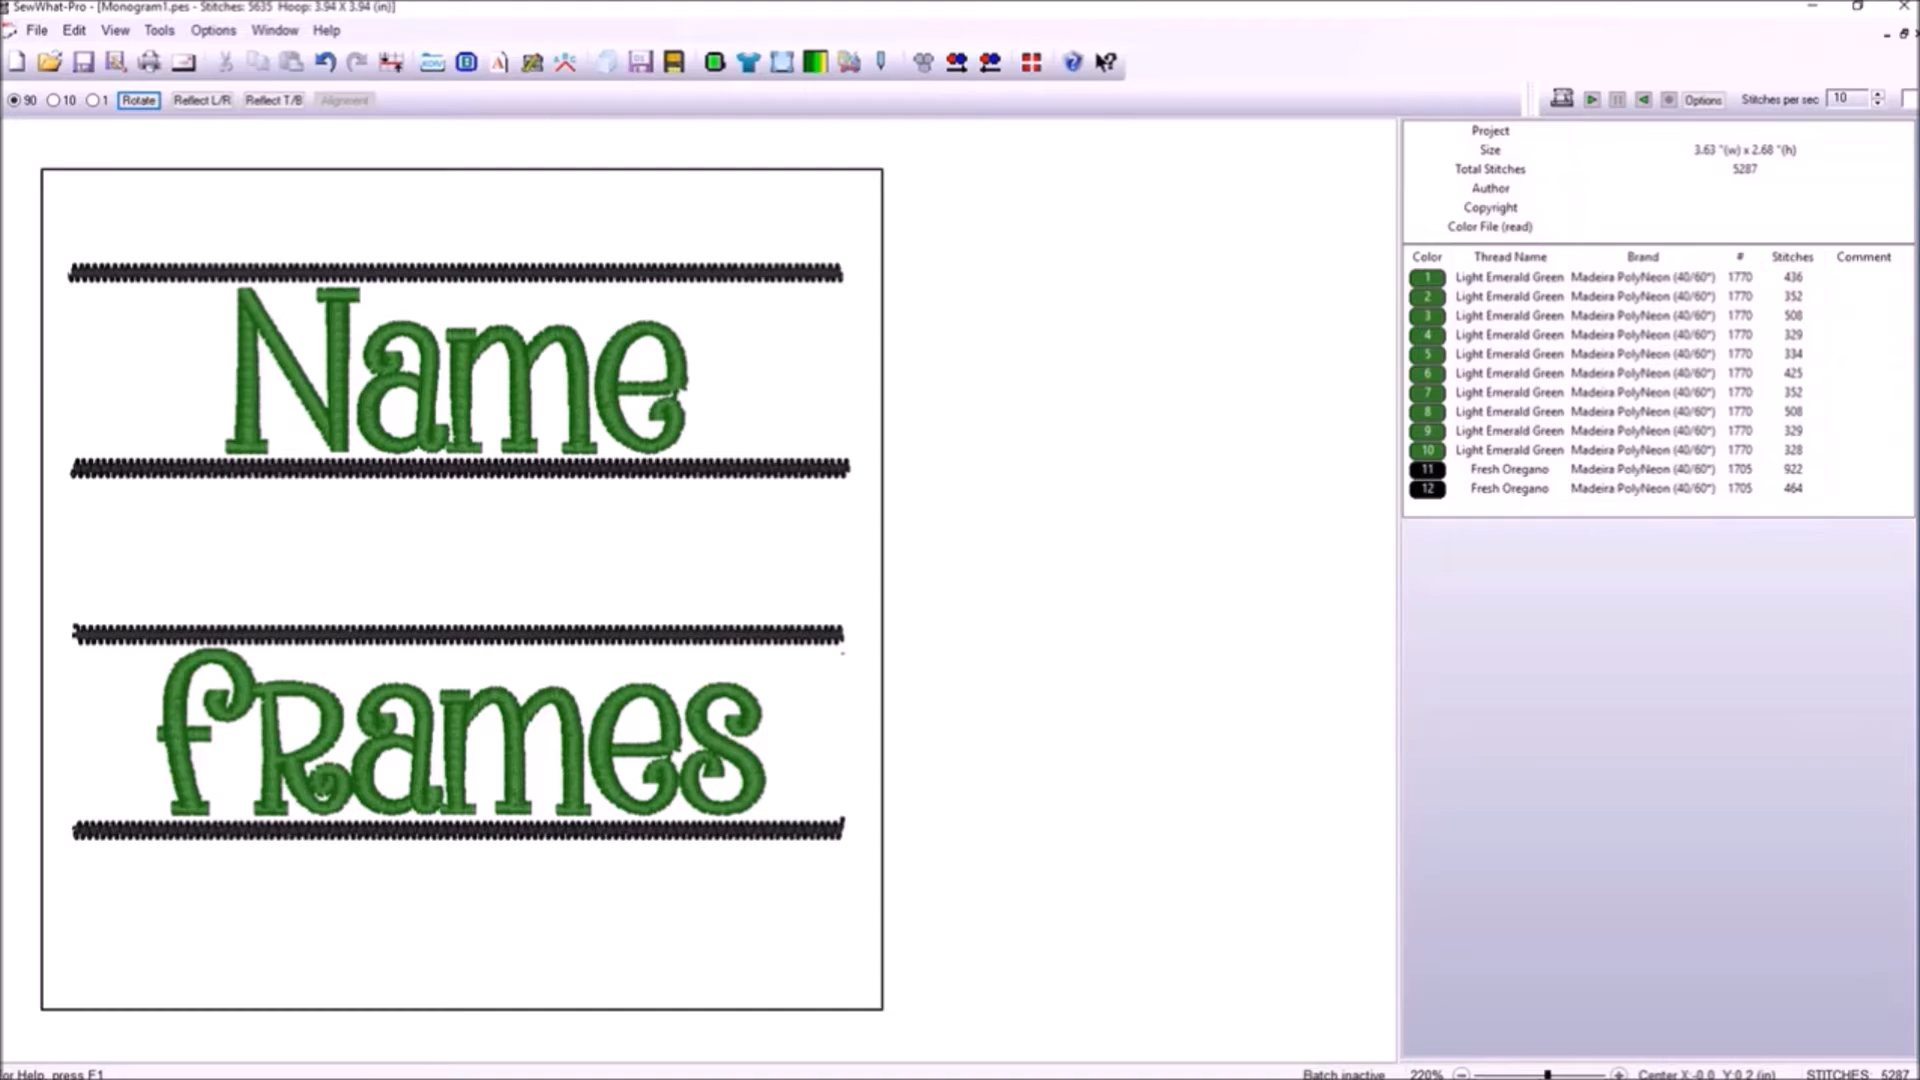 SewWhat-Pro - [Monogram1.pes - Stitches: 5635 Hoop: 3.94 X 3.94 (in)]
File Edit View Tools Options Window Help
90 10 1 Rotate Reflect L/R Reflect T/B Alignment Options Stitches per sec 10
Project
Size 3.63 "(w) x 2.68 "(h)
Total Stitches 5287
Author
Copyright
Color File (read)
Color Thread Name Brand # Stitches Comment
1 Light Emerald Green Madeira PolyNeon (40/60*) 1770 436
2 Light Emerald Green Madeira PolyNeon (40/60*) 1770 352
3 Light Emerald Green Madeira PolyNeon (40/60*) 1770 508
4 Light Emerald Green Madeira PolyNeon (40/60*) 1770 329
5 Light Emerald Green Madeira PolyNeon (40/60*) 1770 334
6 Light Emerald Green Madeira PolyNeon (40/60*) 1770 425
7 Light Emerald Green Madeira PolyNeon (40/60*) 1770 352
8 Light Emerald Green Madeira PolyNeon (40/60*) 1770 508
9 Light Emerald Green Madeira PolyNeon (40/60*) 1770 329
10 Light Emerald Green Madeira PolyNeon (40/60*) 1770 328
11 Fresh Oregano Madeira PolyNeon (40/60*) 1705 922
12 Fresh Oregano Madeira PolyNeon (40/60*) 1705 464
Name
fRames
or Help, press F1 Batch inactive 220% Center X:-0.0 Y:0.2 (in) STITCHES: 5287